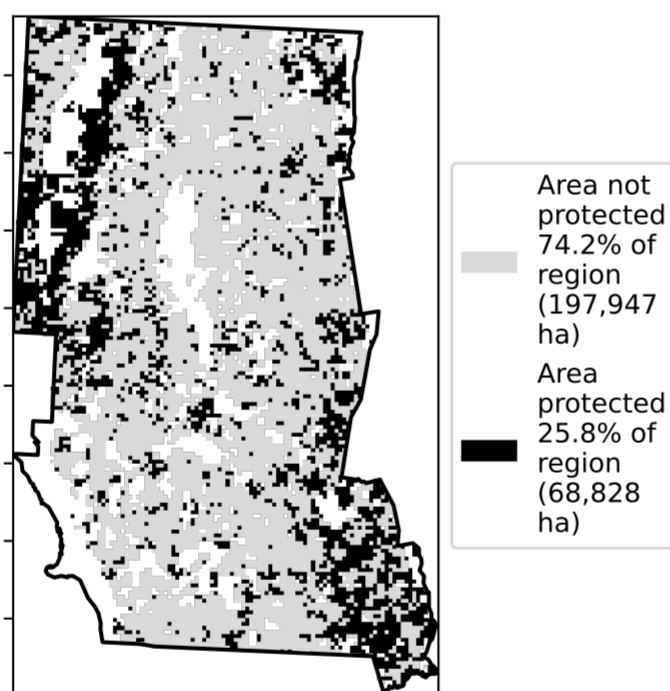 Area not
protected
74.2% of
region
(197,947
ha)
Area
protected
25.8% of
region
(68,828
ha)